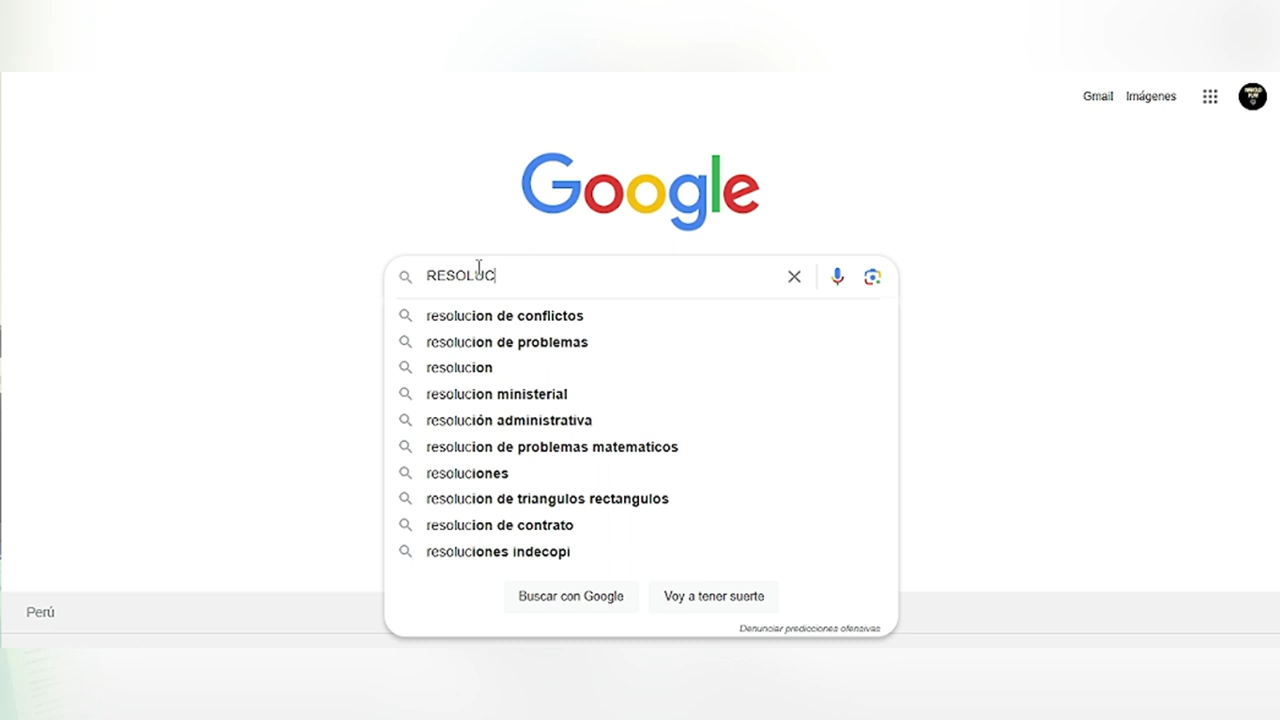 Gmail Imágenes
Google
RESOLUC
resolucion de conflictos
resolucion de problemas
resolucion
resolucion ministerial
resolución administrativa
resolucion de problemas matematicos
resoluciones
resolucion de triangulos rectangulos
resolucion de contrato
resoluciones indecopi
Buscar con Google Voy a tener suerte
Perú
Denunciar predicciones ofensivas